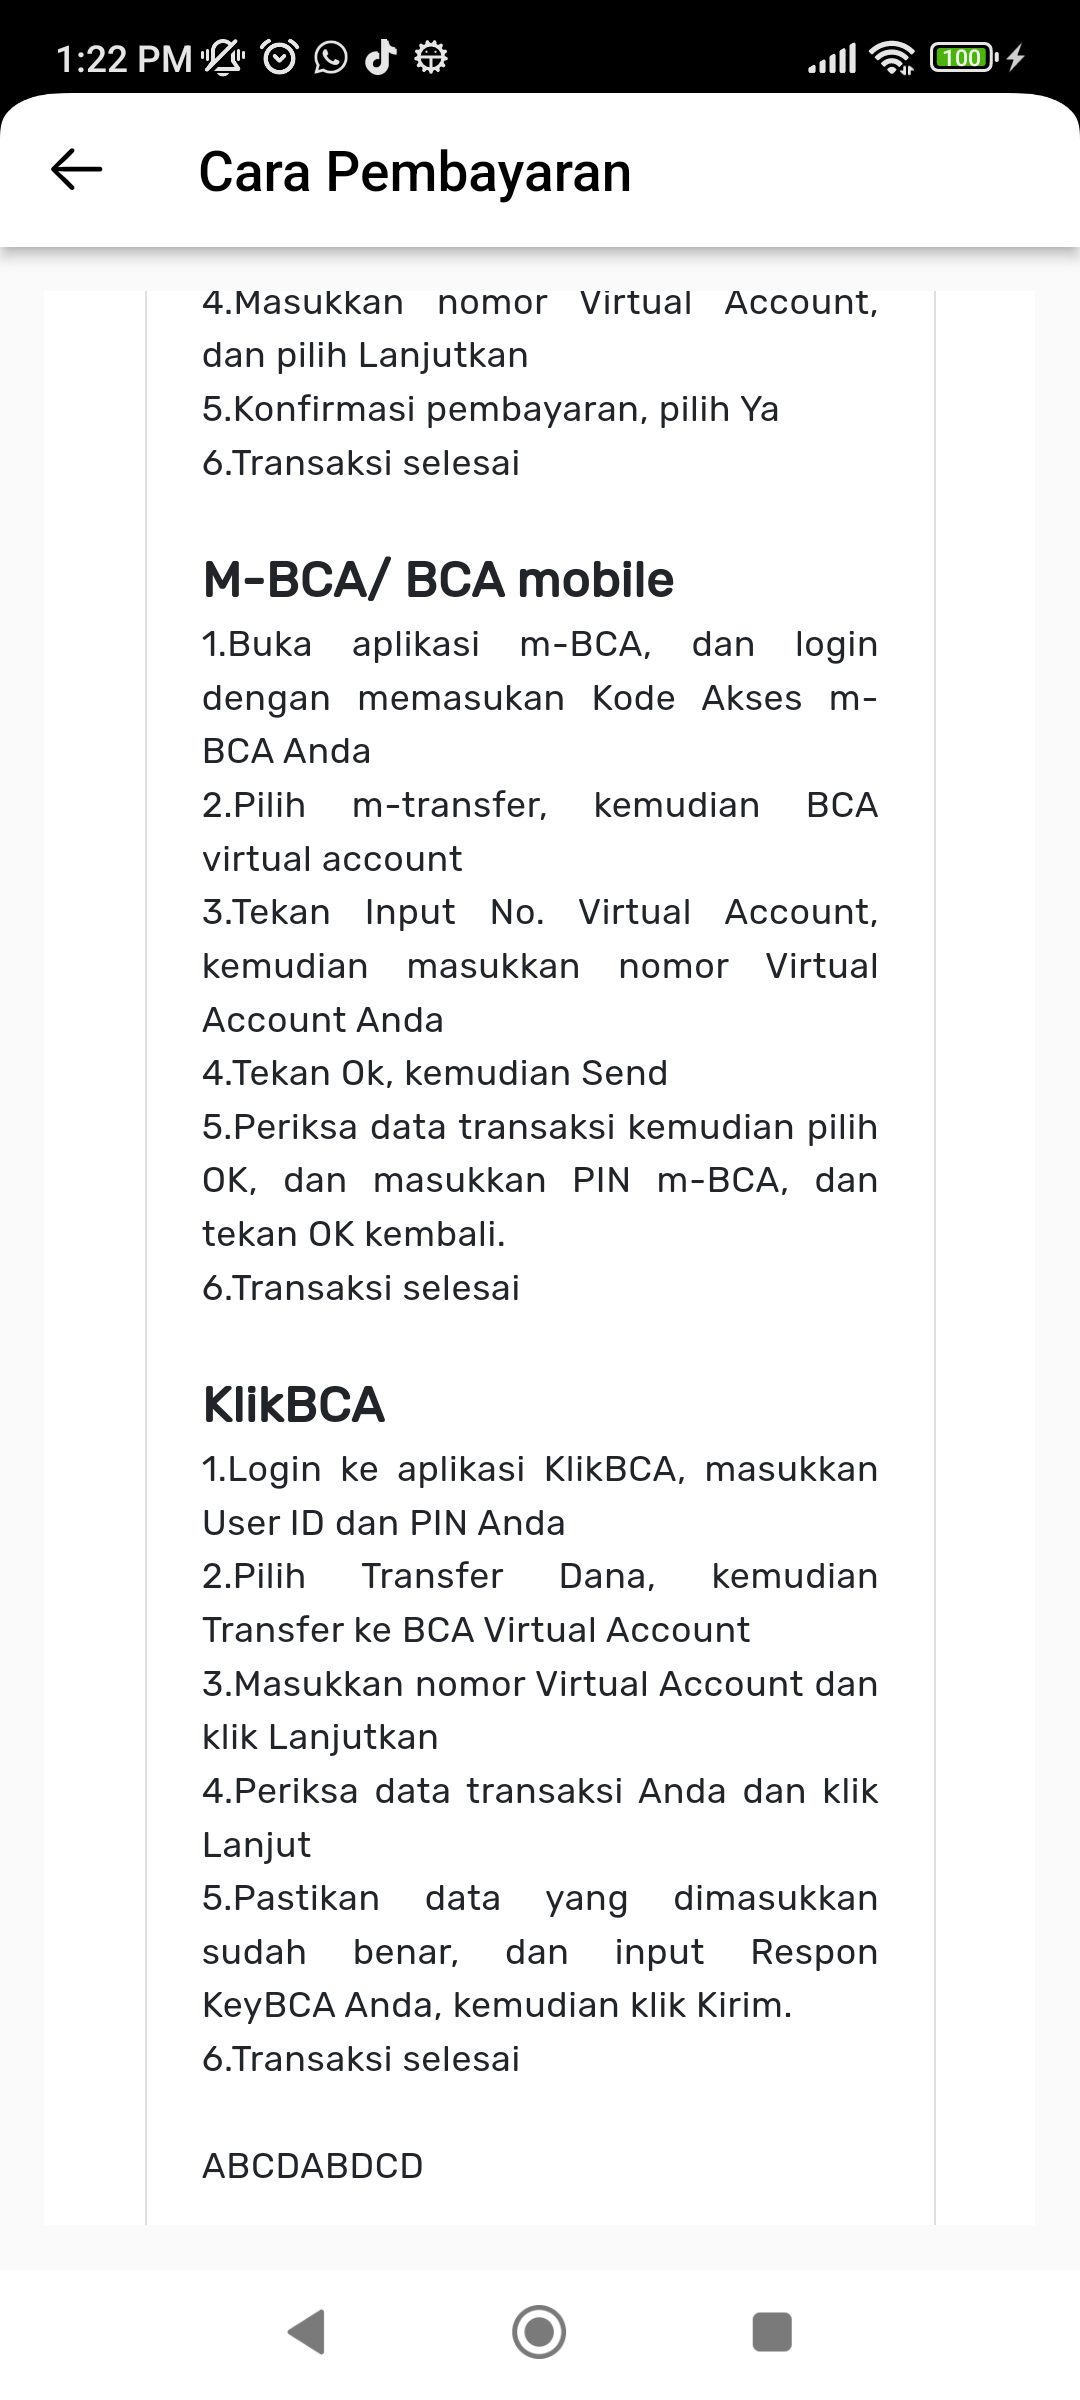 1:22 PM
100
Cara Pembayaran
4.Masukkan nomor Virtual Account,
dan pilih Lanjutkan
5.Konfirmasi pembayaran, pilih Ya
6.Transaksi selesai
M-BCA/ BCA mobile
1.Buka aplikasi m-BCA, dan login
dengan memasukan Kode Akses m-
BCA Anda
2.Pilih m-transfer, kemudian BCA
virtual account
3.Tekan Input No. Virtual Account,
kemudian masukkan nomor Virtual
Account Anda
4.Tekan Ok, kemudian Send
5.Periksa data transaksi kemudian pilih
OK, dan masukkan PIN m-BCA, dan
tekan OK kembali.
6.Transaksi selesai
KlikBCA
1.Login ke aplikasi KlikBCA, masukkan
User ID dan PIN Anda
2.Pilih Transfer Dana, kemudian
Transfer ke BCA Virtual Account
3.Masukkan nomor Virtual Account dan
klik Lanjutkan
4.Periksa data transaksi Anda dan klik
Lanjut
5.Pastikan data yang dimasukkan
sudah benar, dan input Respon
KeyBCA Anda, kemudian klik Kirim.
6.Transaksi selesai
ABCDABDCD